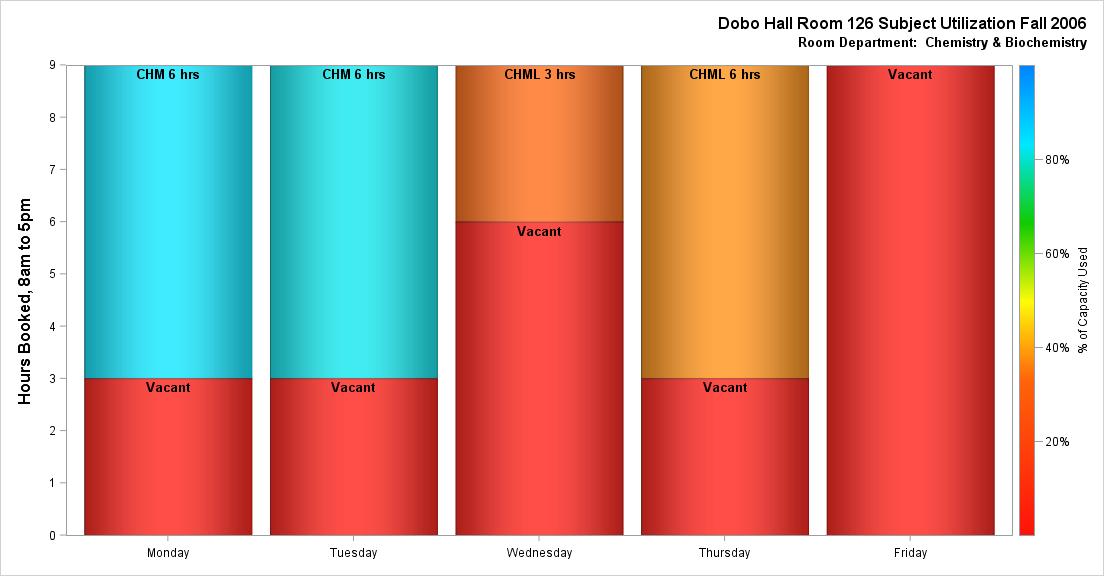 Dobo Hall Room 126 Subject Utilization Fall 2006
Room Department: Chemistry & Biochemistry
Hours Booked, 8am to 5pm
9
8
7
6
5
4
3
2
1
0
CHM 6 hrs
Vacant
CHM 6 hrs
Vacant
CHML 3 hrs
Vacant
CHML 6 hrs
Vacant
Vacant
Monday
Tuesday
Wednesday
Thursday
Friday
80%
60%
40%
20%
% of Capacity Used